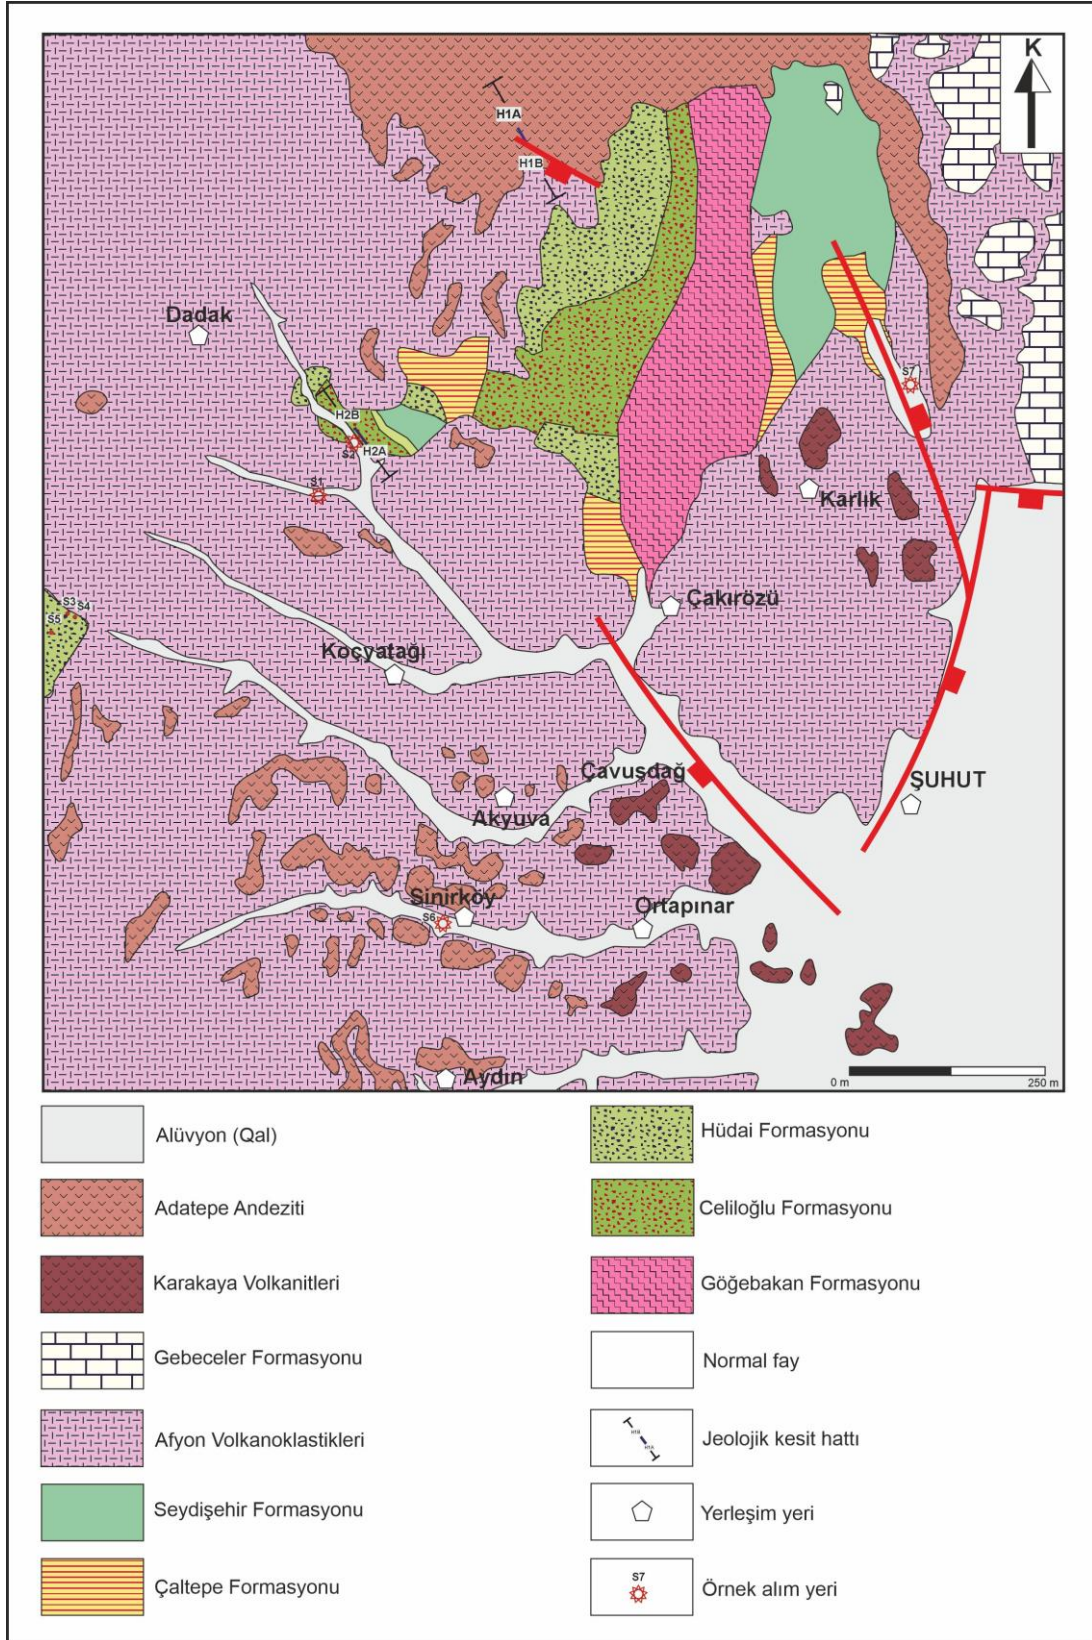 K
H1A
H1B
Dadak
S7
H2B
S2
H2A
S1
Karlık
S3
S4
S5
Çakırözü
Koçyatağı
Çavuşdağ
ŞUHUT
Akyuva
Sinirköy
S6
Ortapınar
Aydın
0 m
250 m
Alüvyon (Qal)
Adatepe Andeziti
Karakaya Volkanitleri
Gebeceler Formasyonu
Afyon Volkanoklastikleri
Seydişehir Formasyonu
Çaltepe Formasyonu
Hüdai Formasyonu
Celiloğlu Formasyonu
Göğebakan Formasyonu
Normal fay
H1B
H1A
Jeolojik kesit hattı
Yerleşim yeri
S7
Örnek alım yeri